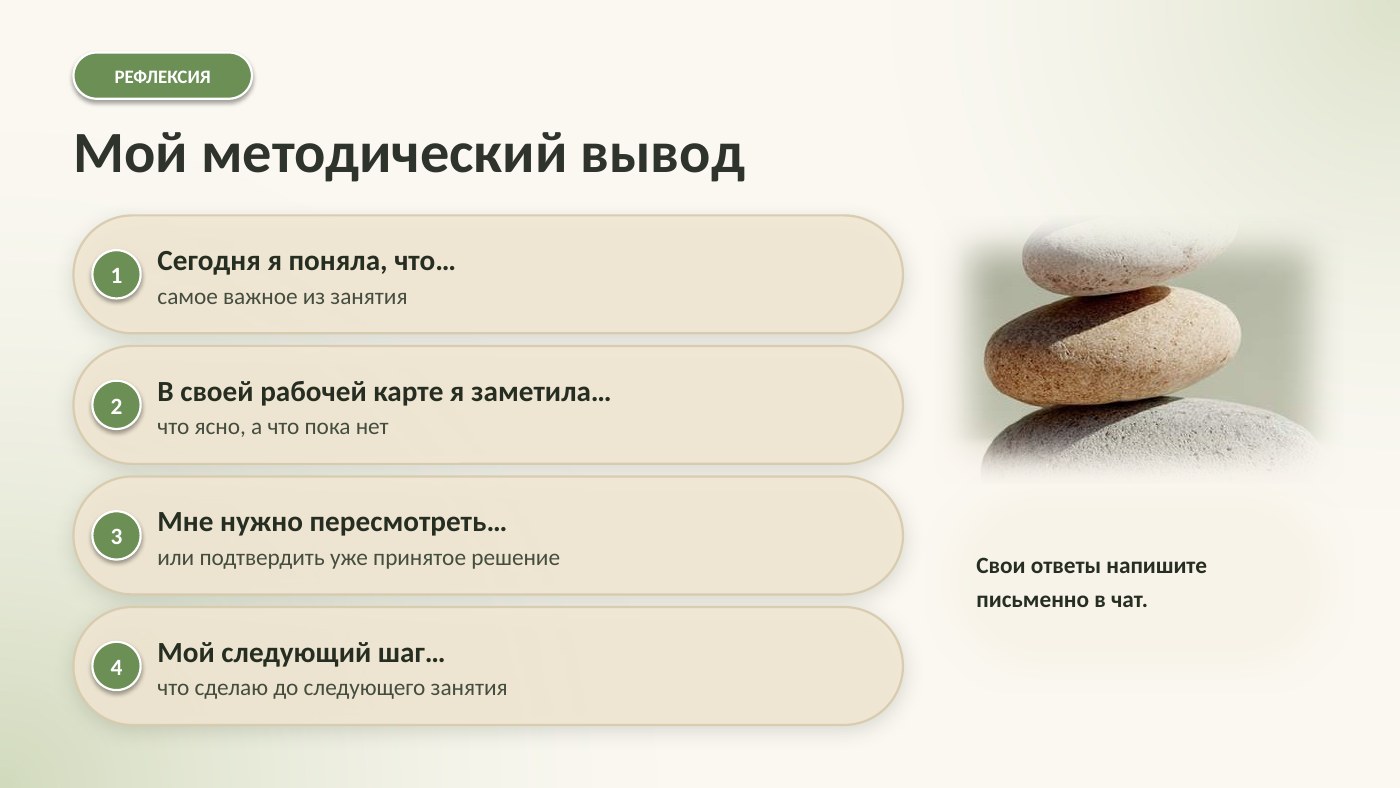 РЕФЛЕКСИЯ
Мой методический вывод
1
Сегодня я поняла, что…
самое важное из занятия
2
В своей рабочей карте я заметила…
что ясно, а что пока нет
3
Мне нужно пересмотреть…
или подтвердить уже принятое решение
4
Мой следующий шаг…
что сделаю до следующего занятия
Свои ответы напишите
письменно в чат.